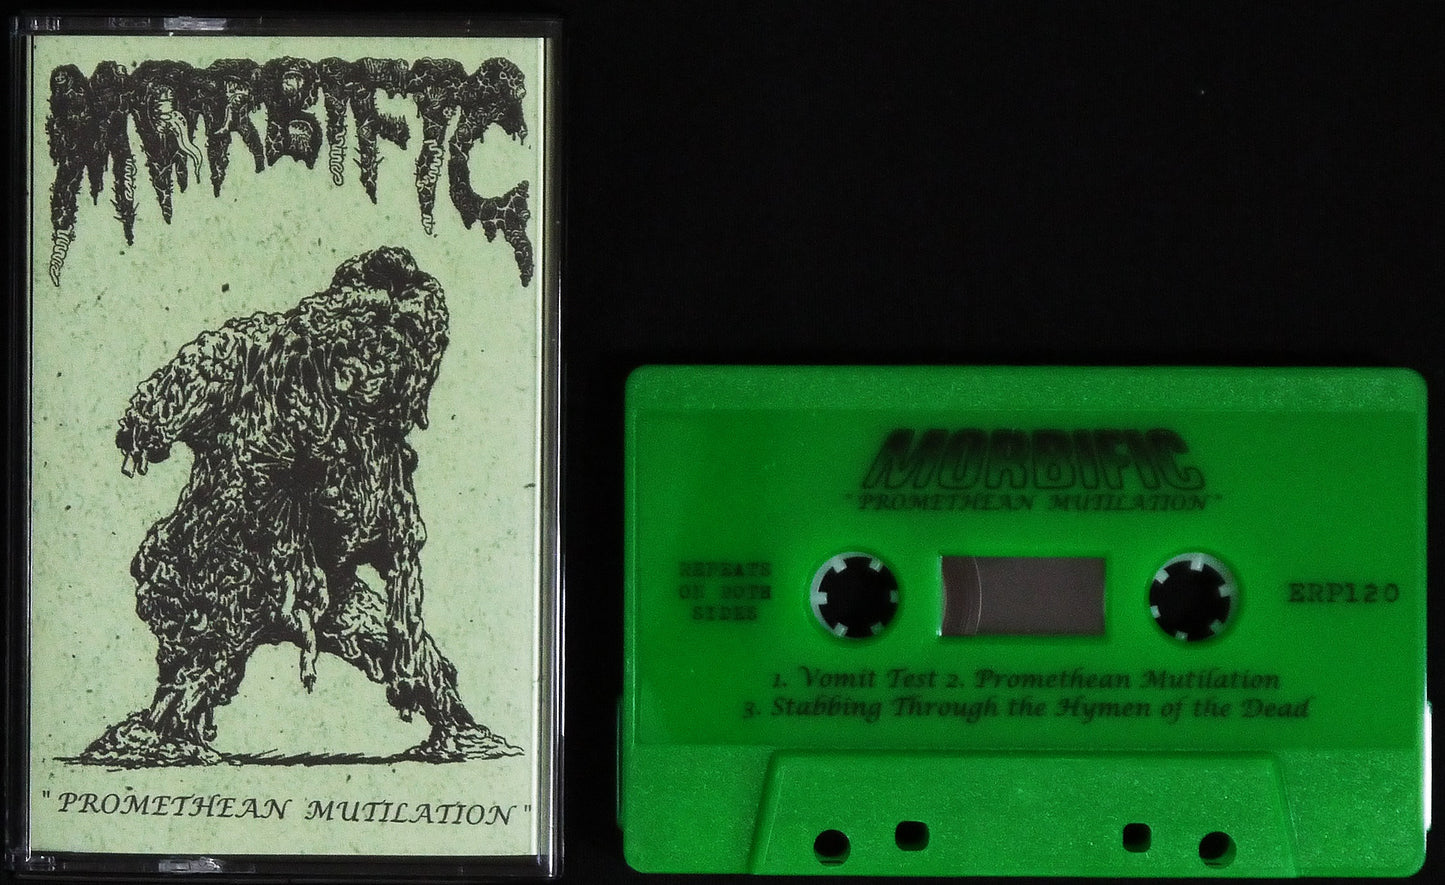 MORBIFIC
" PROMETHEAN MUTILATION "
MORBIFIC
" PROMETHEAN MUTILATION "
REPEATS
ON BOTH
SIDES
ERP120
1. Vomit Test 2. Promethean Mutilation
3. Stabbing Through the Hymen of the Dead